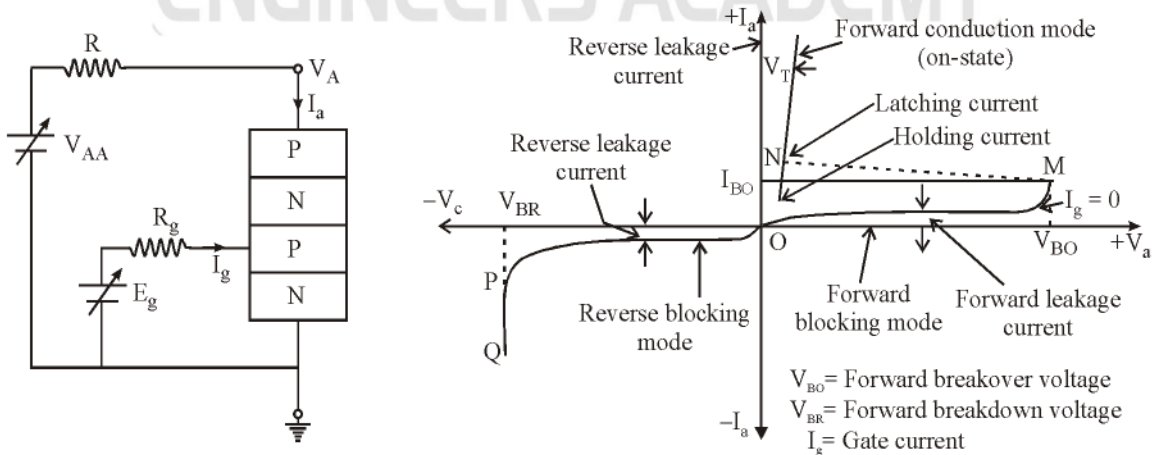 ENGINEERS ACADEMY
R
V_A
I_a
V_AA
P
N
P
N
R_g
I_g
E_g
+I_a
Reverse leakage
current
Forward conduction mode
(on-state)
V_T
Latching current
Holding current
Reverse leakage
current
N
M
I_BO
I_g = 0
−V_c
V_BR
O
V_BO
+V_a
P
Q
Reverse blocking
mode
Forward
blocking mode
Forward leakage
current
V_BO= Forward breakover voltage
V_BR= Forward breakdown voltage
I_g= Gate current
−I_a